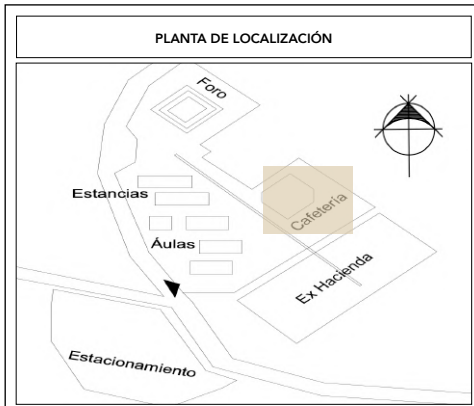 PLANTA DE LOCALIZACIÓN
Foro
Estancias
Cafetería
Áulas
Ex Hacienda
Estacionamiento